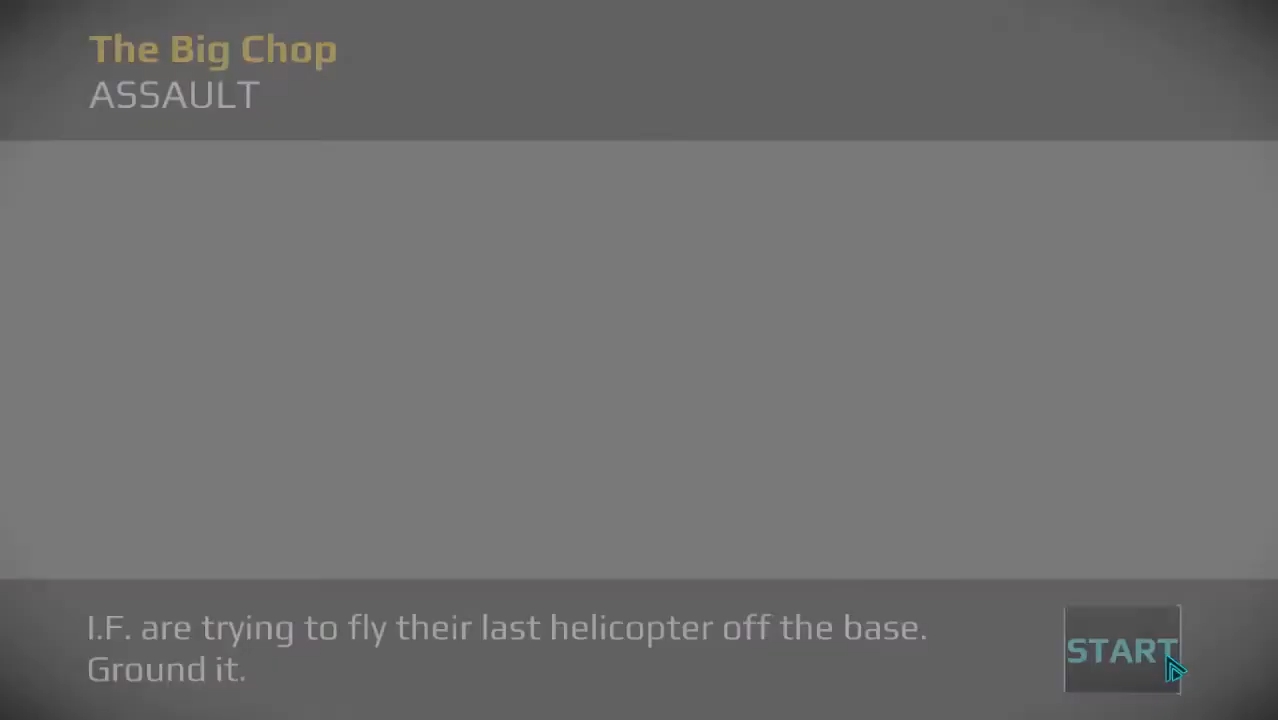 The Big Chop
ASSAULT
I.F. are trying to fly their last helicopter off the base.
Ground it.
START